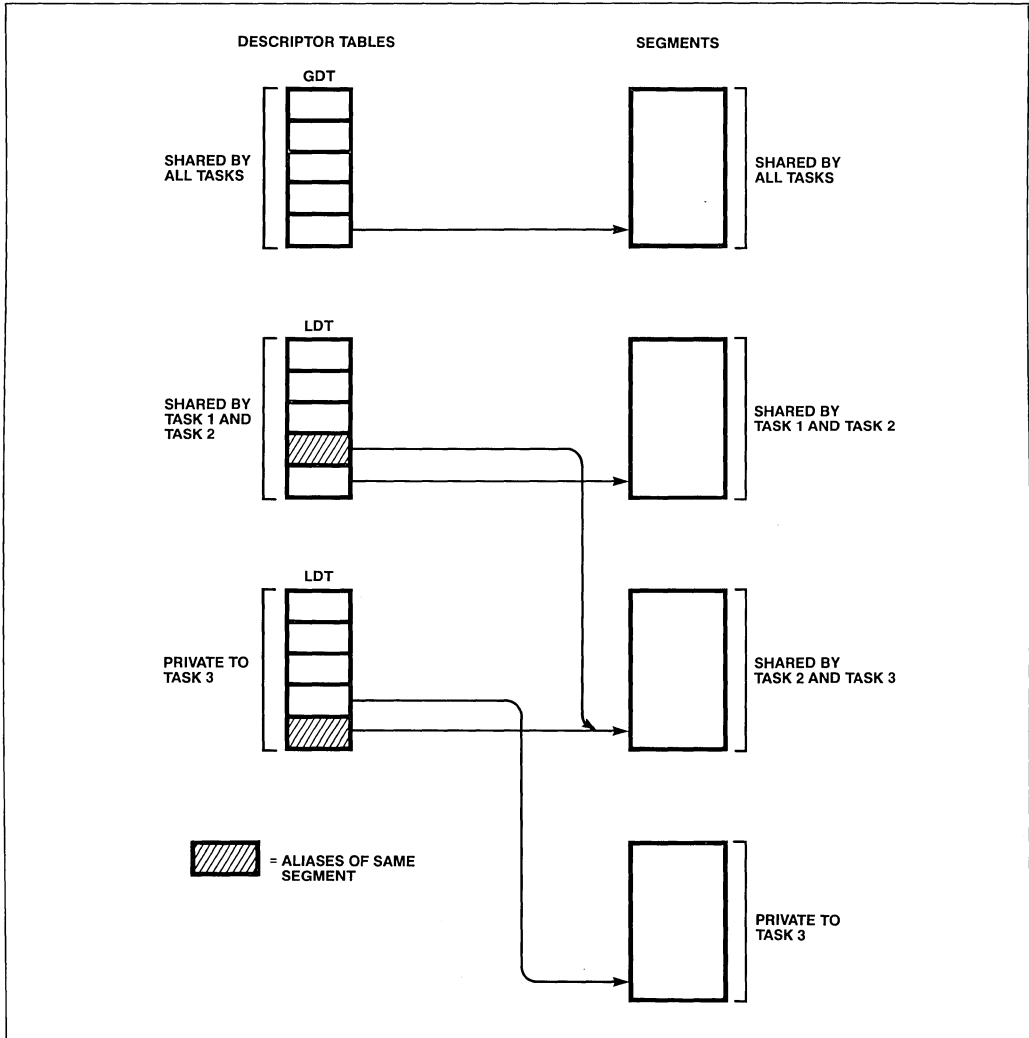 DESCRIPTOR TABLES
SEGMENTS
GDT
SHARED BY
ALL TASKS
SHARED BY
ALL TASKS
LDT
SHARED BY
TASK 1 AND
TASK 2
SHARED BY
TASK 1 AND TASK 2
LDT
PRIVATE TO
TASK 3
SHARED BY
TASK 2 AND TASK 3
= ALIASES OF SAME
SEGMENT
PRIVATE TO
TASK 3